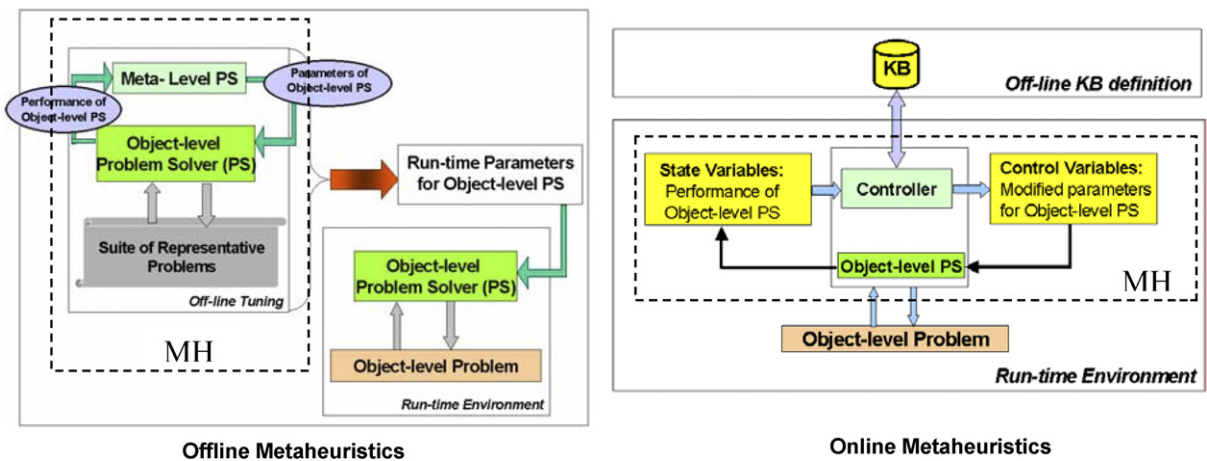 Meta- Level PS
Parameters of
Object-level PS
Performance of
Object-level PS
Object-level
Problem Solver (PS)
Suite of Representative
Problems
Off-line Tuning
MH
Run-time Parameters
for Object-level PS
Object-level
Problem Solver (PS)
Object-level Problem
Run-time Environment
Offline Metaheuristics
KB
Off-line KB definition
State Variables:
Performance of
Object-level PS
Controller
Control Variables:
Modified parameters
for Object-level PS
Object-level PS
MH
Object-level Problem
Run-time Environment
Online Metaheuristics